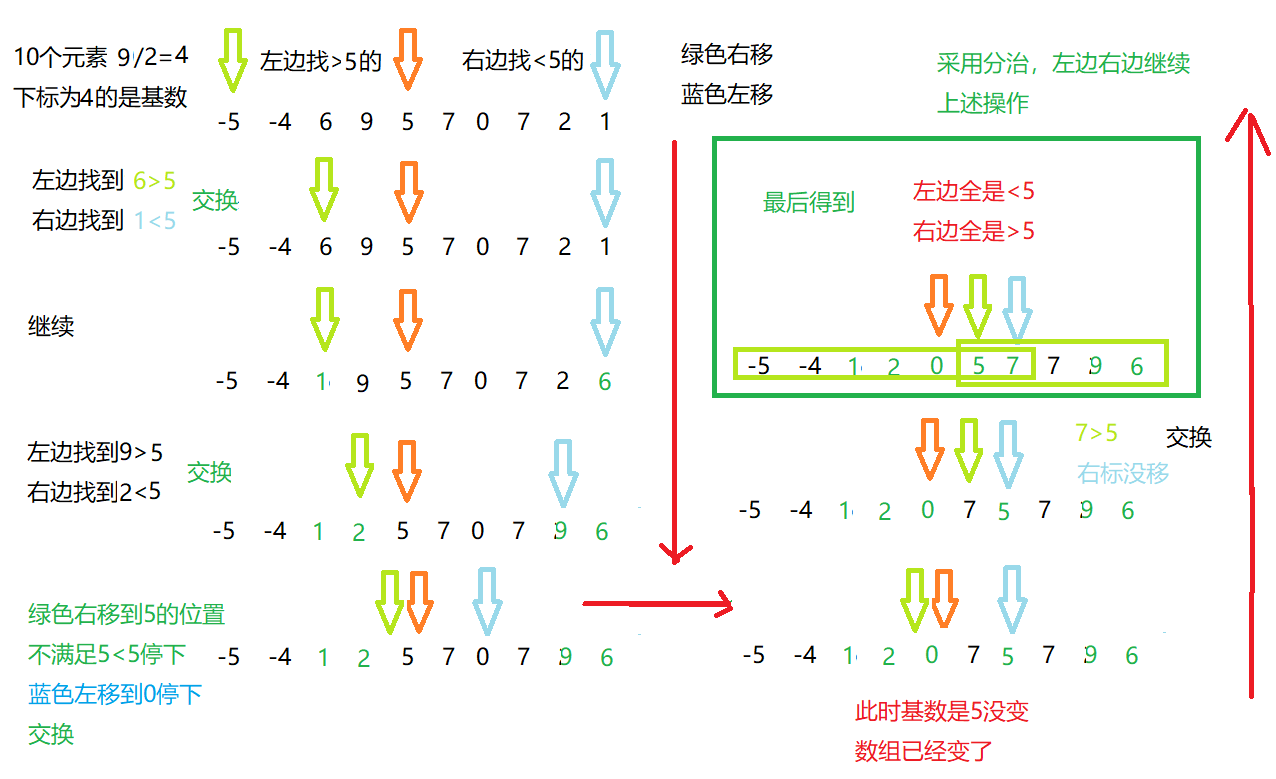 10个元素 9/2=4
下标为4的是基数
左边找>5的
右边找<5的
-5 -4 6 9 5 7 0 7 2 1
左边找到 6>5
右边找到 1<5
交换
-5 -4 6 9 5 7 0 7 2 1
继续
-5 -4 1 9 5 7 0 7 2 6
左边找到9>5
右边找到2<5
交换
-5 -4 1 2 5 7 0 7 9 6
绿色右移到5的位置
不满足5<5停下
蓝色左移到0停下
交换
-5 -4 1 2 5 7 0 7 9 6
绿色右移
蓝色左移
采用分治，左边右边继续
上述操作
最后得到
左边全是<5
右边全是>5
-5 -4 1 2 0 5 7 7 9 6
7>5
右标没移
交换
-5 -4 1 2 0 7 5 7 9 6
-5 -4 1 2 0 7 5 7 9 6
此时基数是5没变
数组已经变了